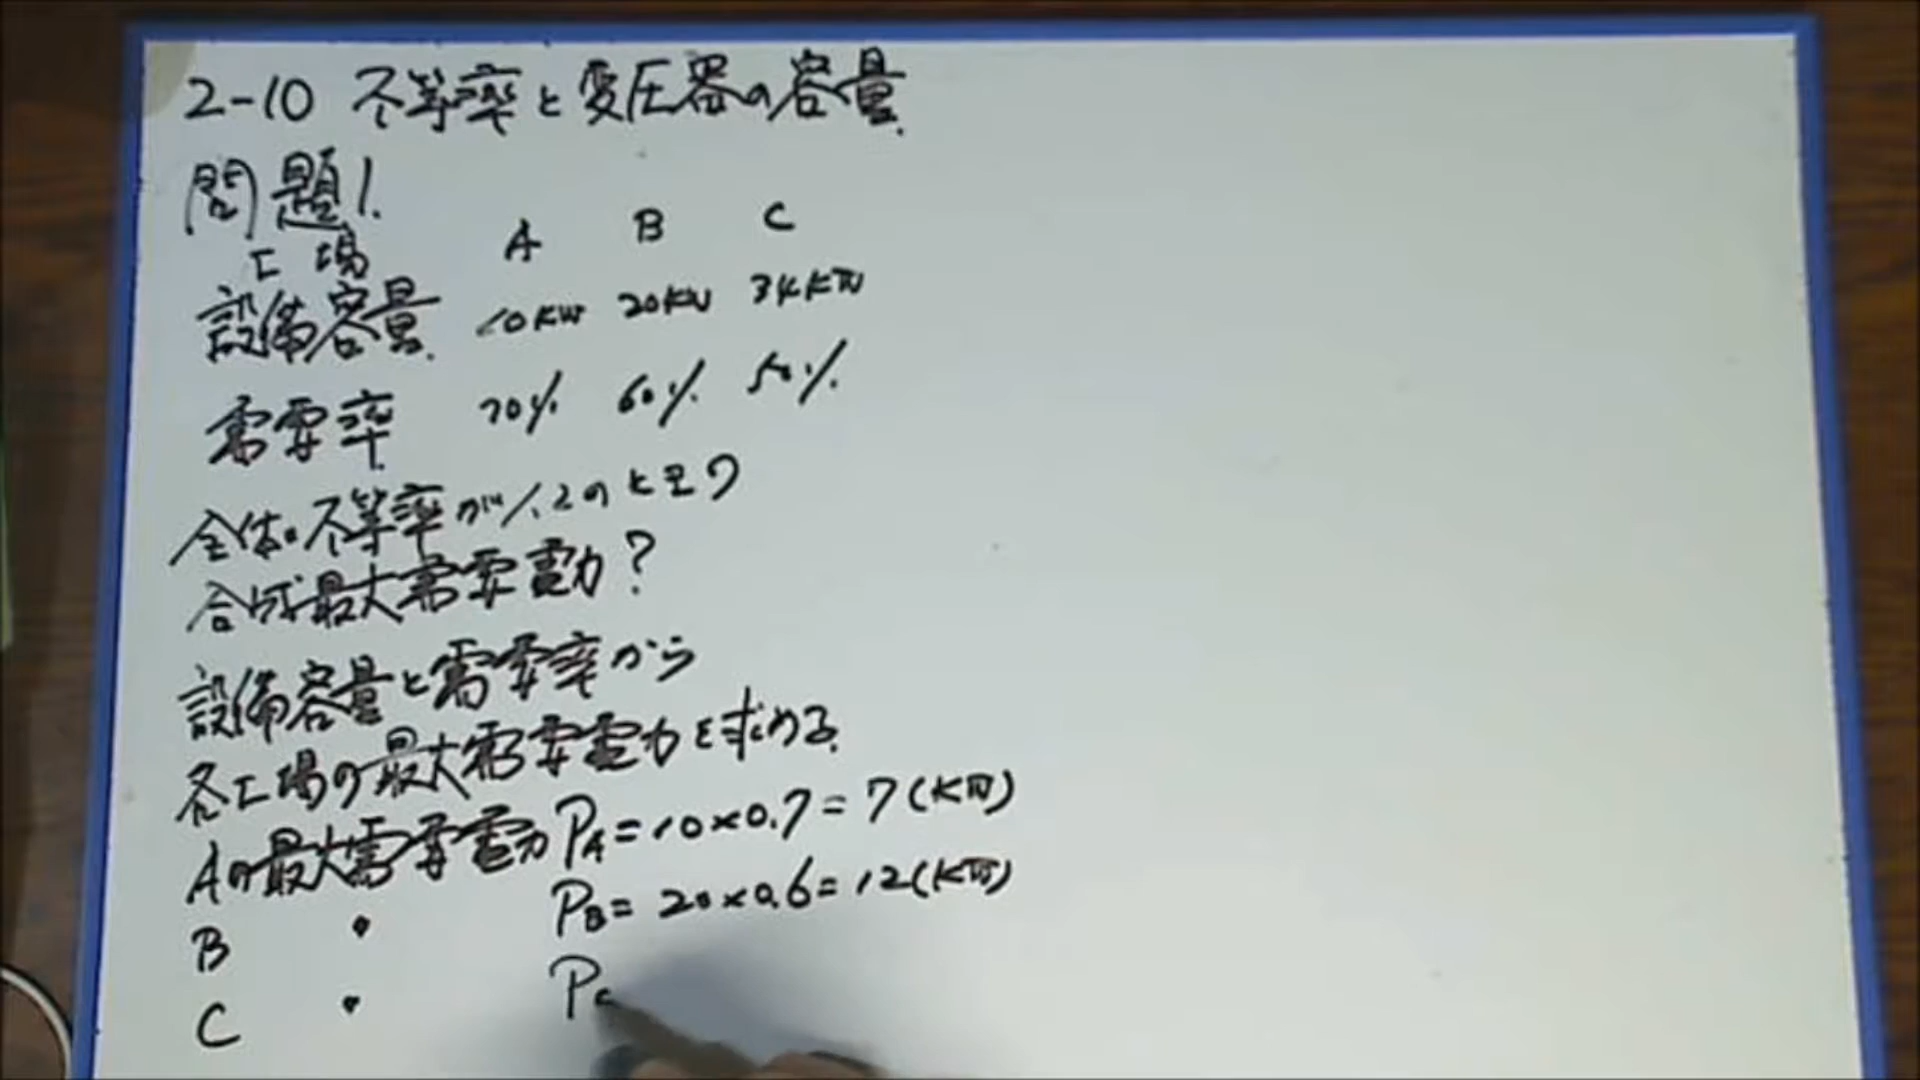 2-10 不等率と変圧器の容量
問題1.
工場 A B C
設備容量 10KW 20KW 34KW
需要率 70% 60% 50%
全体の不等率が1.2のときの
合成最大需要電力?
設備容量と需要率から
各工場の最大需要電力を求める.
Aの最大需要電力 PA=10×0.7=7(KW)
B 〃 PB=20×0.6=12(KW)
C 〃 Pc